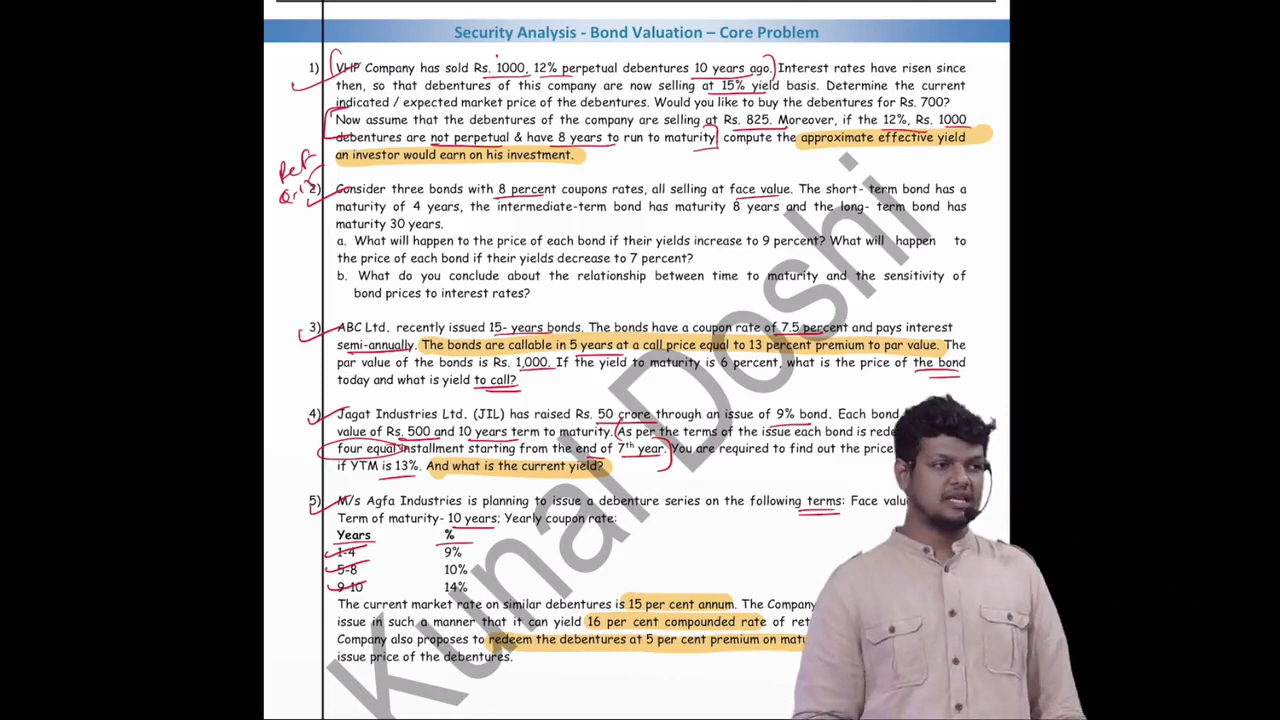 Security Analysis - Bond Valuation – Core Problem
1) VHP Company has sold Rs. 1000, 12% perpetual debentures 10 years ago. Interest rates have risen since
then, so that debentures of this company are now selling at 15% yield basis. Determine the current
indicated / expected market price of the debentures. Would you like to buy the debentures for Rs. 700?
Now assume that the debentures of the company are selling at Rs. 825. Moreover, if the 12%, Rs. 1000
debentures are not perpetual & have 8 years to run to maturity, compute the approximate effective yield
an investor would earn on his investment.
Ref
2) Consider three bonds with 8 percent coupons rates, all selling at face value. The short- term bond has a
maturity of 4 years, the intermediate-term bond has maturity 8 years and the long- term bond has
maturity 30 years.
a. What will happen to the price of each bond if their yields increase to 9 percent? What will happen to
the price of each bond if their yields decrease to 7 percent?
b. What do you conclude about the relationship between time to maturity and the sensitivity of
bond prices to interest rates?
3) ABC Ltd. recently issued 15- years bonds. The bonds have a coupon rate of 7.5 percent and pays interest
semi-annually. The bonds are callable in 5 years at a call price equal to 13 percent premium to par value. The
par value of the bonds is Rs. 1,000. If the yield to maturity is 6 percent, what is the price of the bond
today and what is yield to call?
4) Jagat Industries Ltd. (JIL) has raised Rs. 50 crore through an issue of 9% bond. Each bond
value of Rs. 500 and 10 years term to maturity. (As per the terms of the issue each bond is
four equal installment starting from the end of 7th year. You are required to find out the price
if YTM is 13%. And what is the current yield?
5) M/s Agfa Industries is planning to issue a debenture series on the following terms: Face
Term of maturity- 10 years; Yearly coupon rate:
Years %
1-4 9%
5-8 10%
9-10 14%
The current market rate on similar debentures is 15 per cent annum. The Company
issue in such a manner that it can yield 16 per cent compounded rate of
Company also proposes to redeem the debentures at 5 per cent premium on
issue price of the debentures.
Kunal Doshi